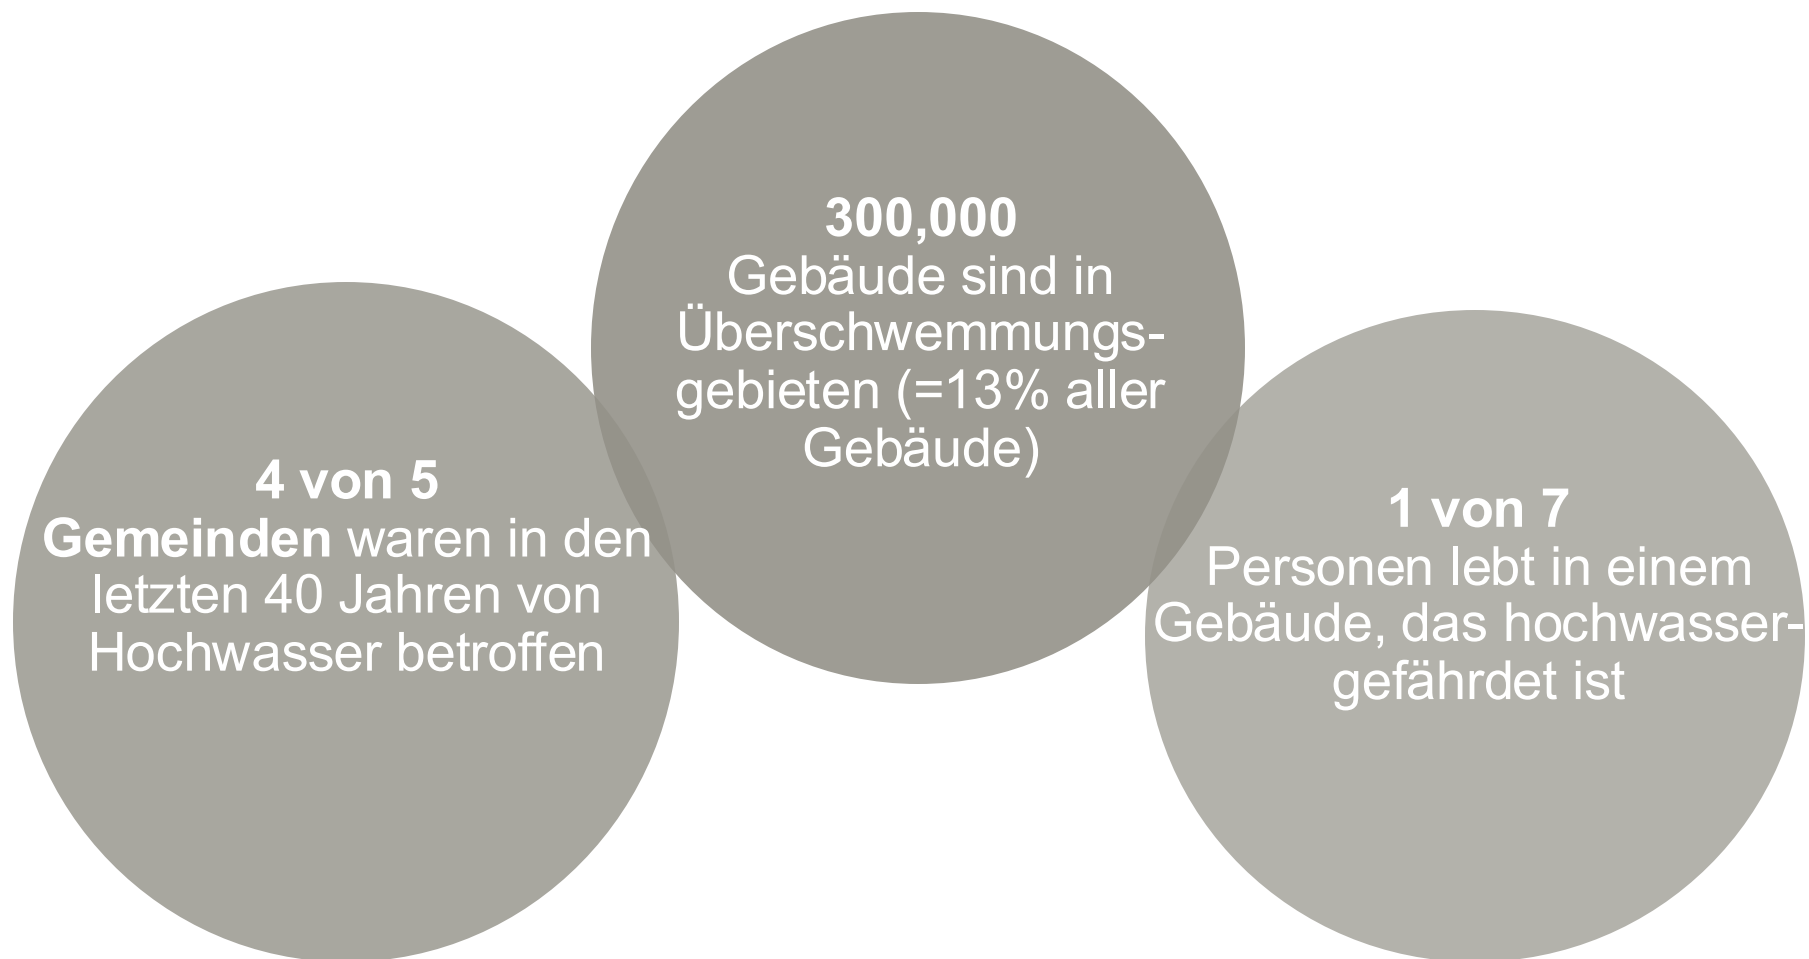 4 von 5
Gemeinden waren in den
letzten 40 Jahren von
Hochwasser betroffen
300,000
Gebäude sind in
Überschwemmungs-
gebieten (=13% aller
Gebäude)
1 von 7
Personen lebt in einem
Gebäude, das hochwasser-
gefährdet ist